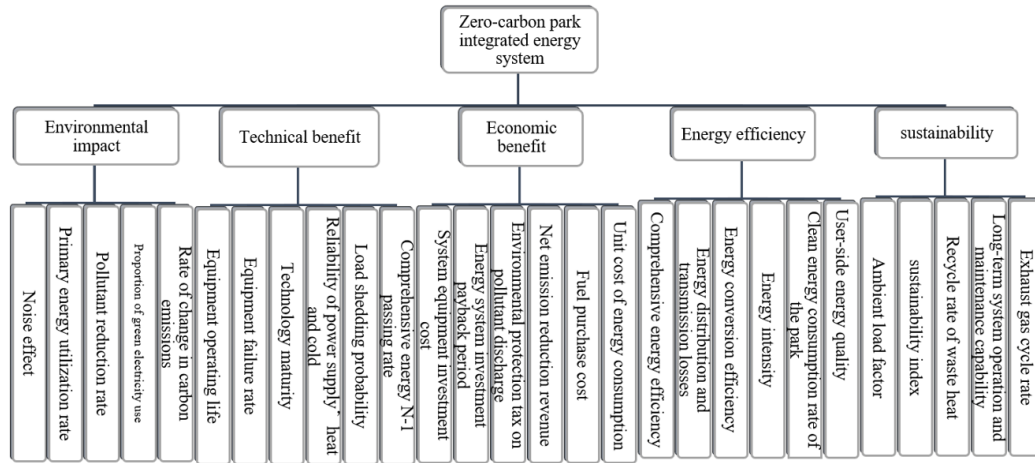 Zero-carbon park
integrated energy
system
Environmental
impact
Technical benefit
Economic
benefit
Energy efficiency
sustainability
Noise effect
Primary energy utilization rate
Pollutant reduction rate
Proportion of green electricity use
Rate of change in carbon
emissions
Equipment operating life
Equipment failure rate
Technology maturity
Reliability of power supply、heat
and cold
Load shedding probability
Comprehensive energy N-1
passing rate
System equipment investment
cost
Energy system investment
payback period
Environmental protection tax on
pollutant discharge
Net emission reduction revenue
Fuel purchase cost
Unit cost of energy consumption
Comprehensive energy efficiency
Energy distribution and
transmission losses
Energy conversion efficiency
Energy intensity
Clean energy consumption rate of
the park
User-side energy quality
Ambient load factor
sustainability index
Recycle rate of waste heat
Long-term system operation and
maintenance capability
Exhaust gas cycle rate